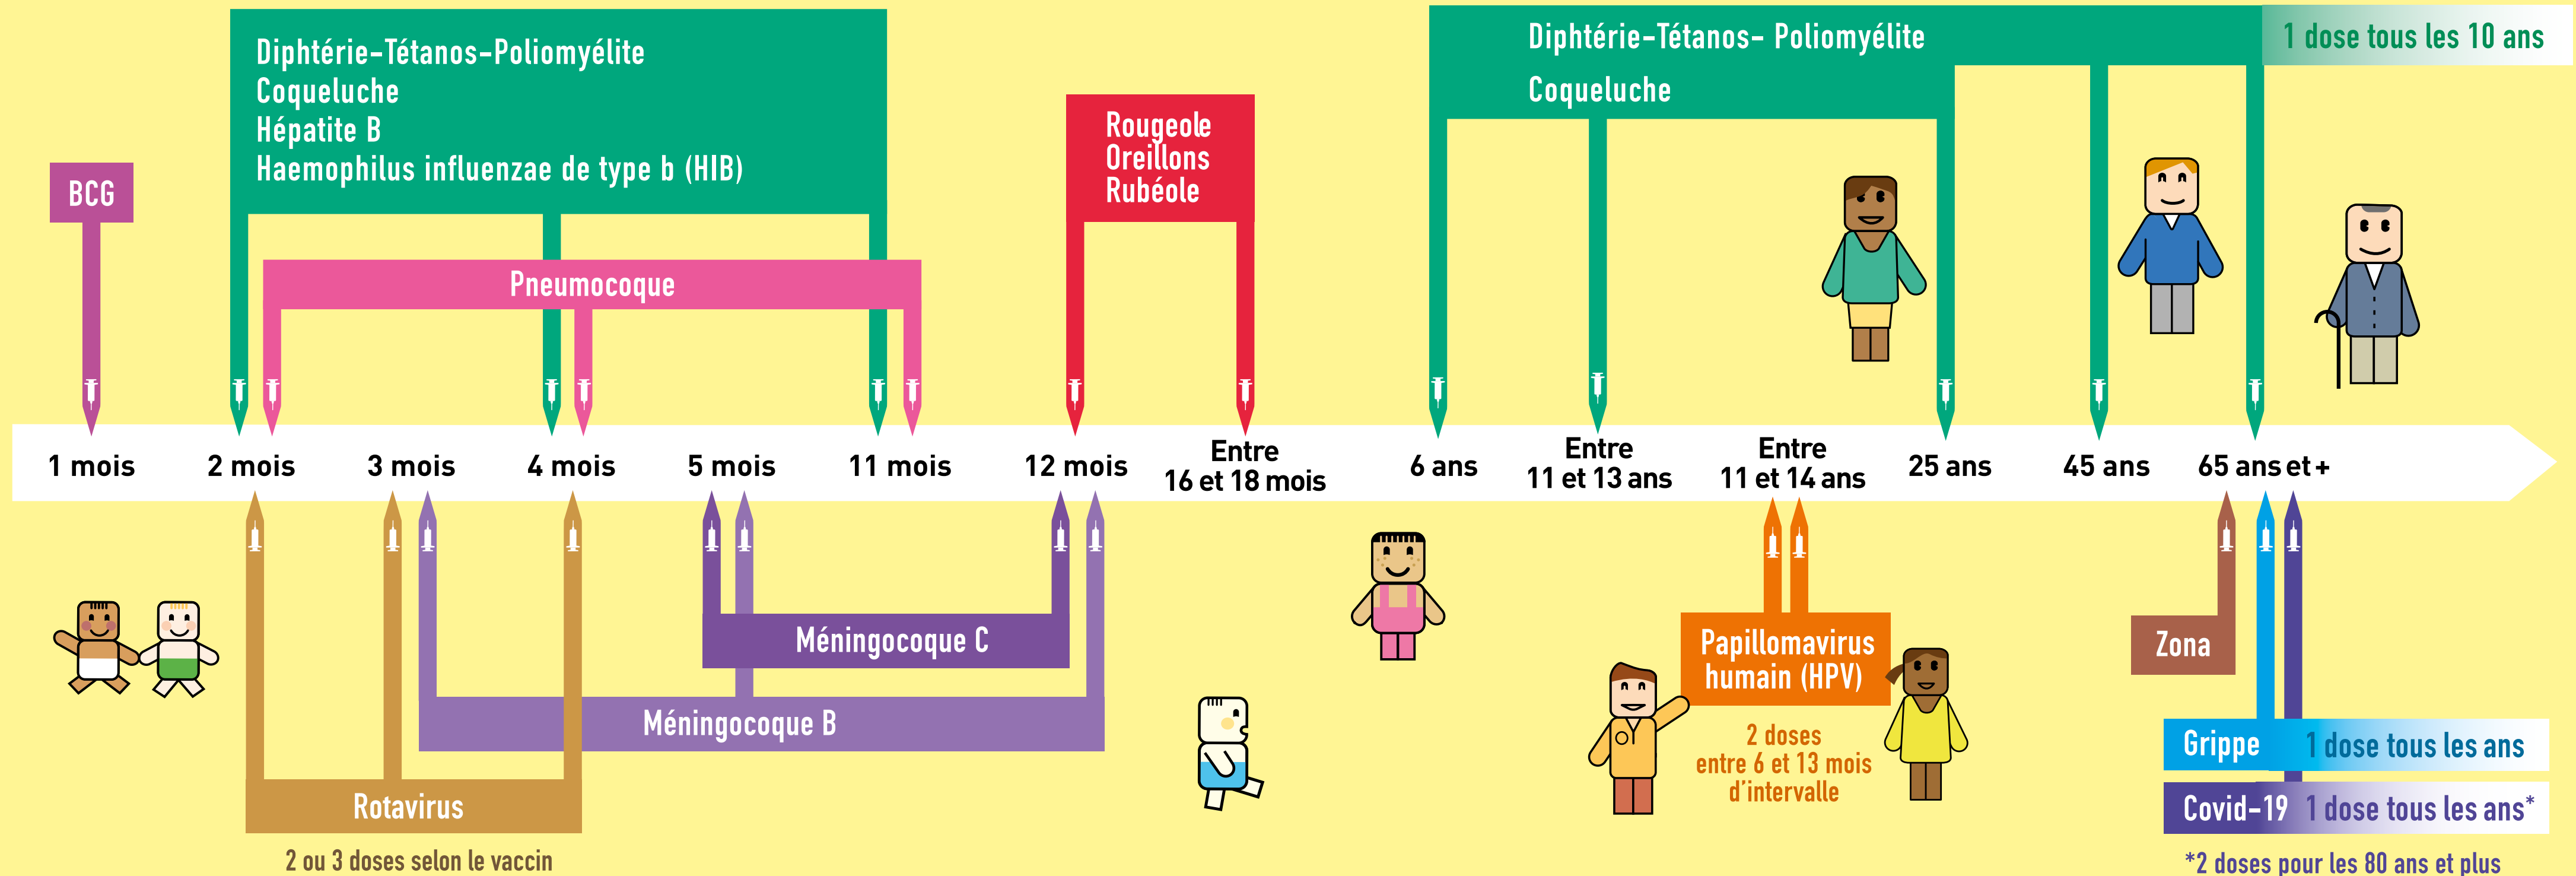 BCG
Diphtérie-Tétanos-Poliomyélite
Coqueluche
Hépatite B
Haemophilus influenzae de type b (HIB)
Pneumocoque
Rougeole
Oreillons
Rubéole
Diphtérie-Tétanos- Poliomyélite
Coqueluche
1 dose tous les 10 ans
1 mois
2 mois
3 mois
4 mois
5 mois
11 mois
12 mois
Entre
16 et 18 mois
6 ans
Entre
11 et 13 ans
Entre
11 et 14 ans
25 ans
45 ans
65 ans et +
Méningocoque C
Méningocoque B
Rotavirus
2 ou 3 doses selon le vaccin
Papillomavirus
humain (HPV)
2 doses
entre 6 et 13 mois
d’intervalle
Zona
Grippe 1 dose tous les ans
Covid-19 1 dose tous les ans*
*2 doses pour les 80 ans et plus